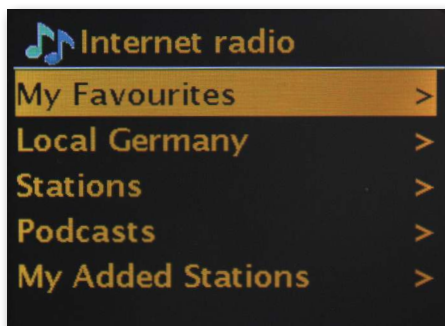 Internet radio
My Favourites >
Local Germany >
Stations >
Podcasts >
My Added Stations >